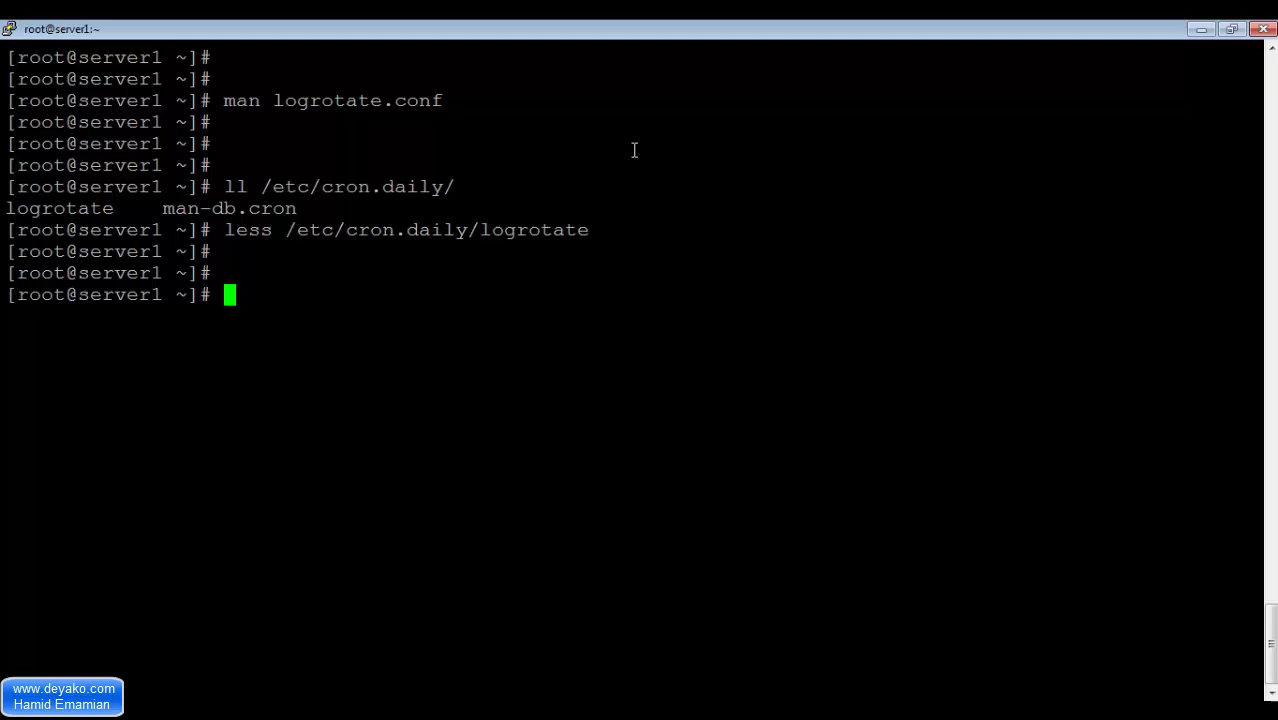 root@server1:~
[root@server1 ~]#
[root@server1 ~]#
[root@server1 ~]# man logrotate.conf
[root@server1 ~]#
[root@server1 ~]#
[root@server1 ~]#
[root@server1 ~]# ll /etc/cron.daily/
logrotate    man-db.cron
[root@server1 ~]# less /etc/cron.daily/logrotate
[root@server1 ~]#
[root@server1 ~]#
[root@server1 ~]#
www.deyako.com
Hamid Emamian